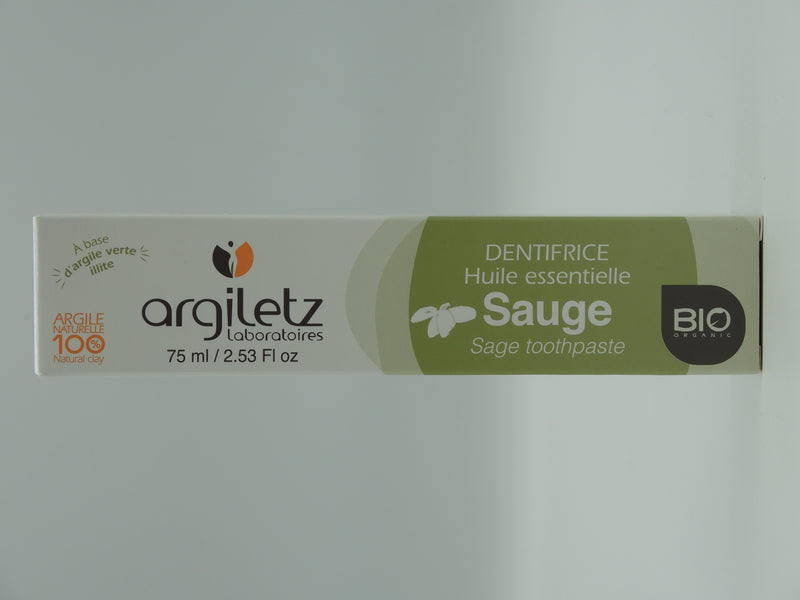 À base
d'argile verte
illite
ARGILE
NATURELLE
100%
Natural clay
argiletz
Laboratoires
75 ml / 2.53 Fl oz
DENTIFRICE
Huile essentielle
Sauge
Sage toothpaste
BIO
ORGANIC